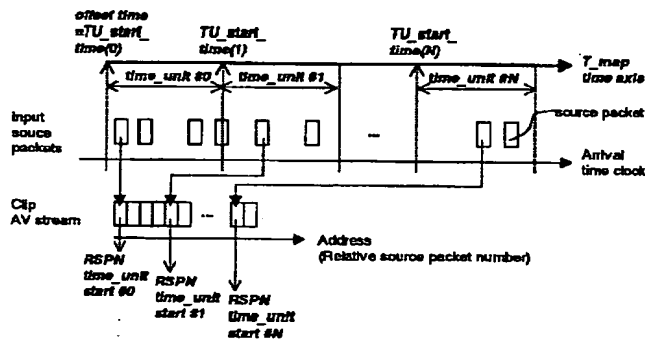 offset time
=TU_start_
time(0)
TU_start_
time(1)
TU_start_
time(N)
T_map
time axis
time_unit #0
time_unit #1
time_unit #N
Input
souce
packets
source packet
...
Arrival
time clock
Clip
AV stream
...
Address
(Relative source packet number)
RSPN
time_unit
start #0
RSPN
time_unit
start #1
RSPN
time_unit
start #N